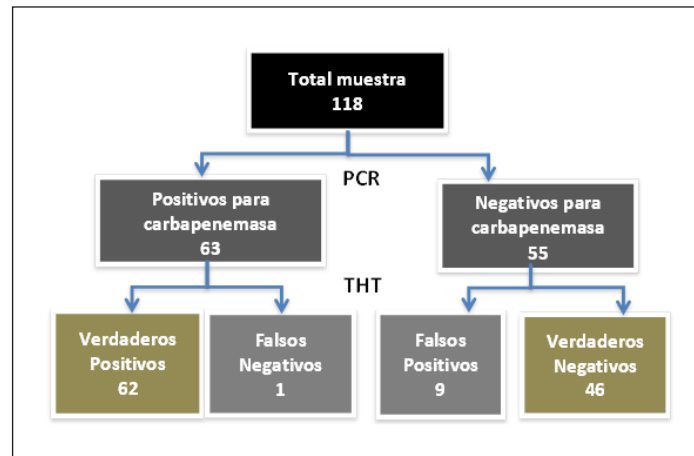 Total muestra
118
PCR
Positivos para
carbapenemasa
63
Negativos para
carbapenemasa
55
THT
Verdaderos
Positivos
62
Falsos
Negativos
1
Falsos
Positivos
9
Verdaderos
Negativos
46